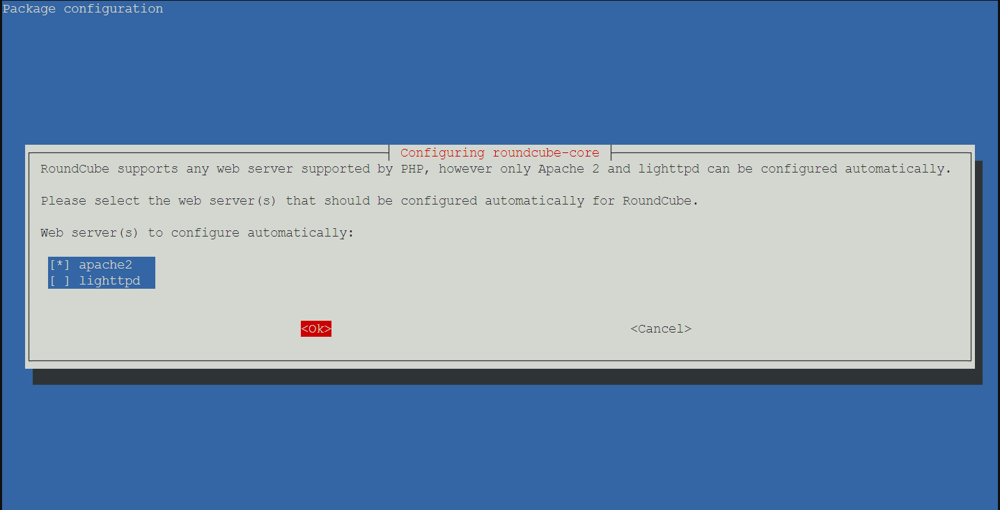 Package configuration
Configuring roundcube-core
RoundCube supports any web server supported by PHP, however only Apache 2 and lighttpd can be configured automatically.
Please select the web server(s) that should be configured automatically for RoundCube.
Web server(s) to configure automatically:
[*] apache2
[ ] lighttpd
<Ok> <Cancel>